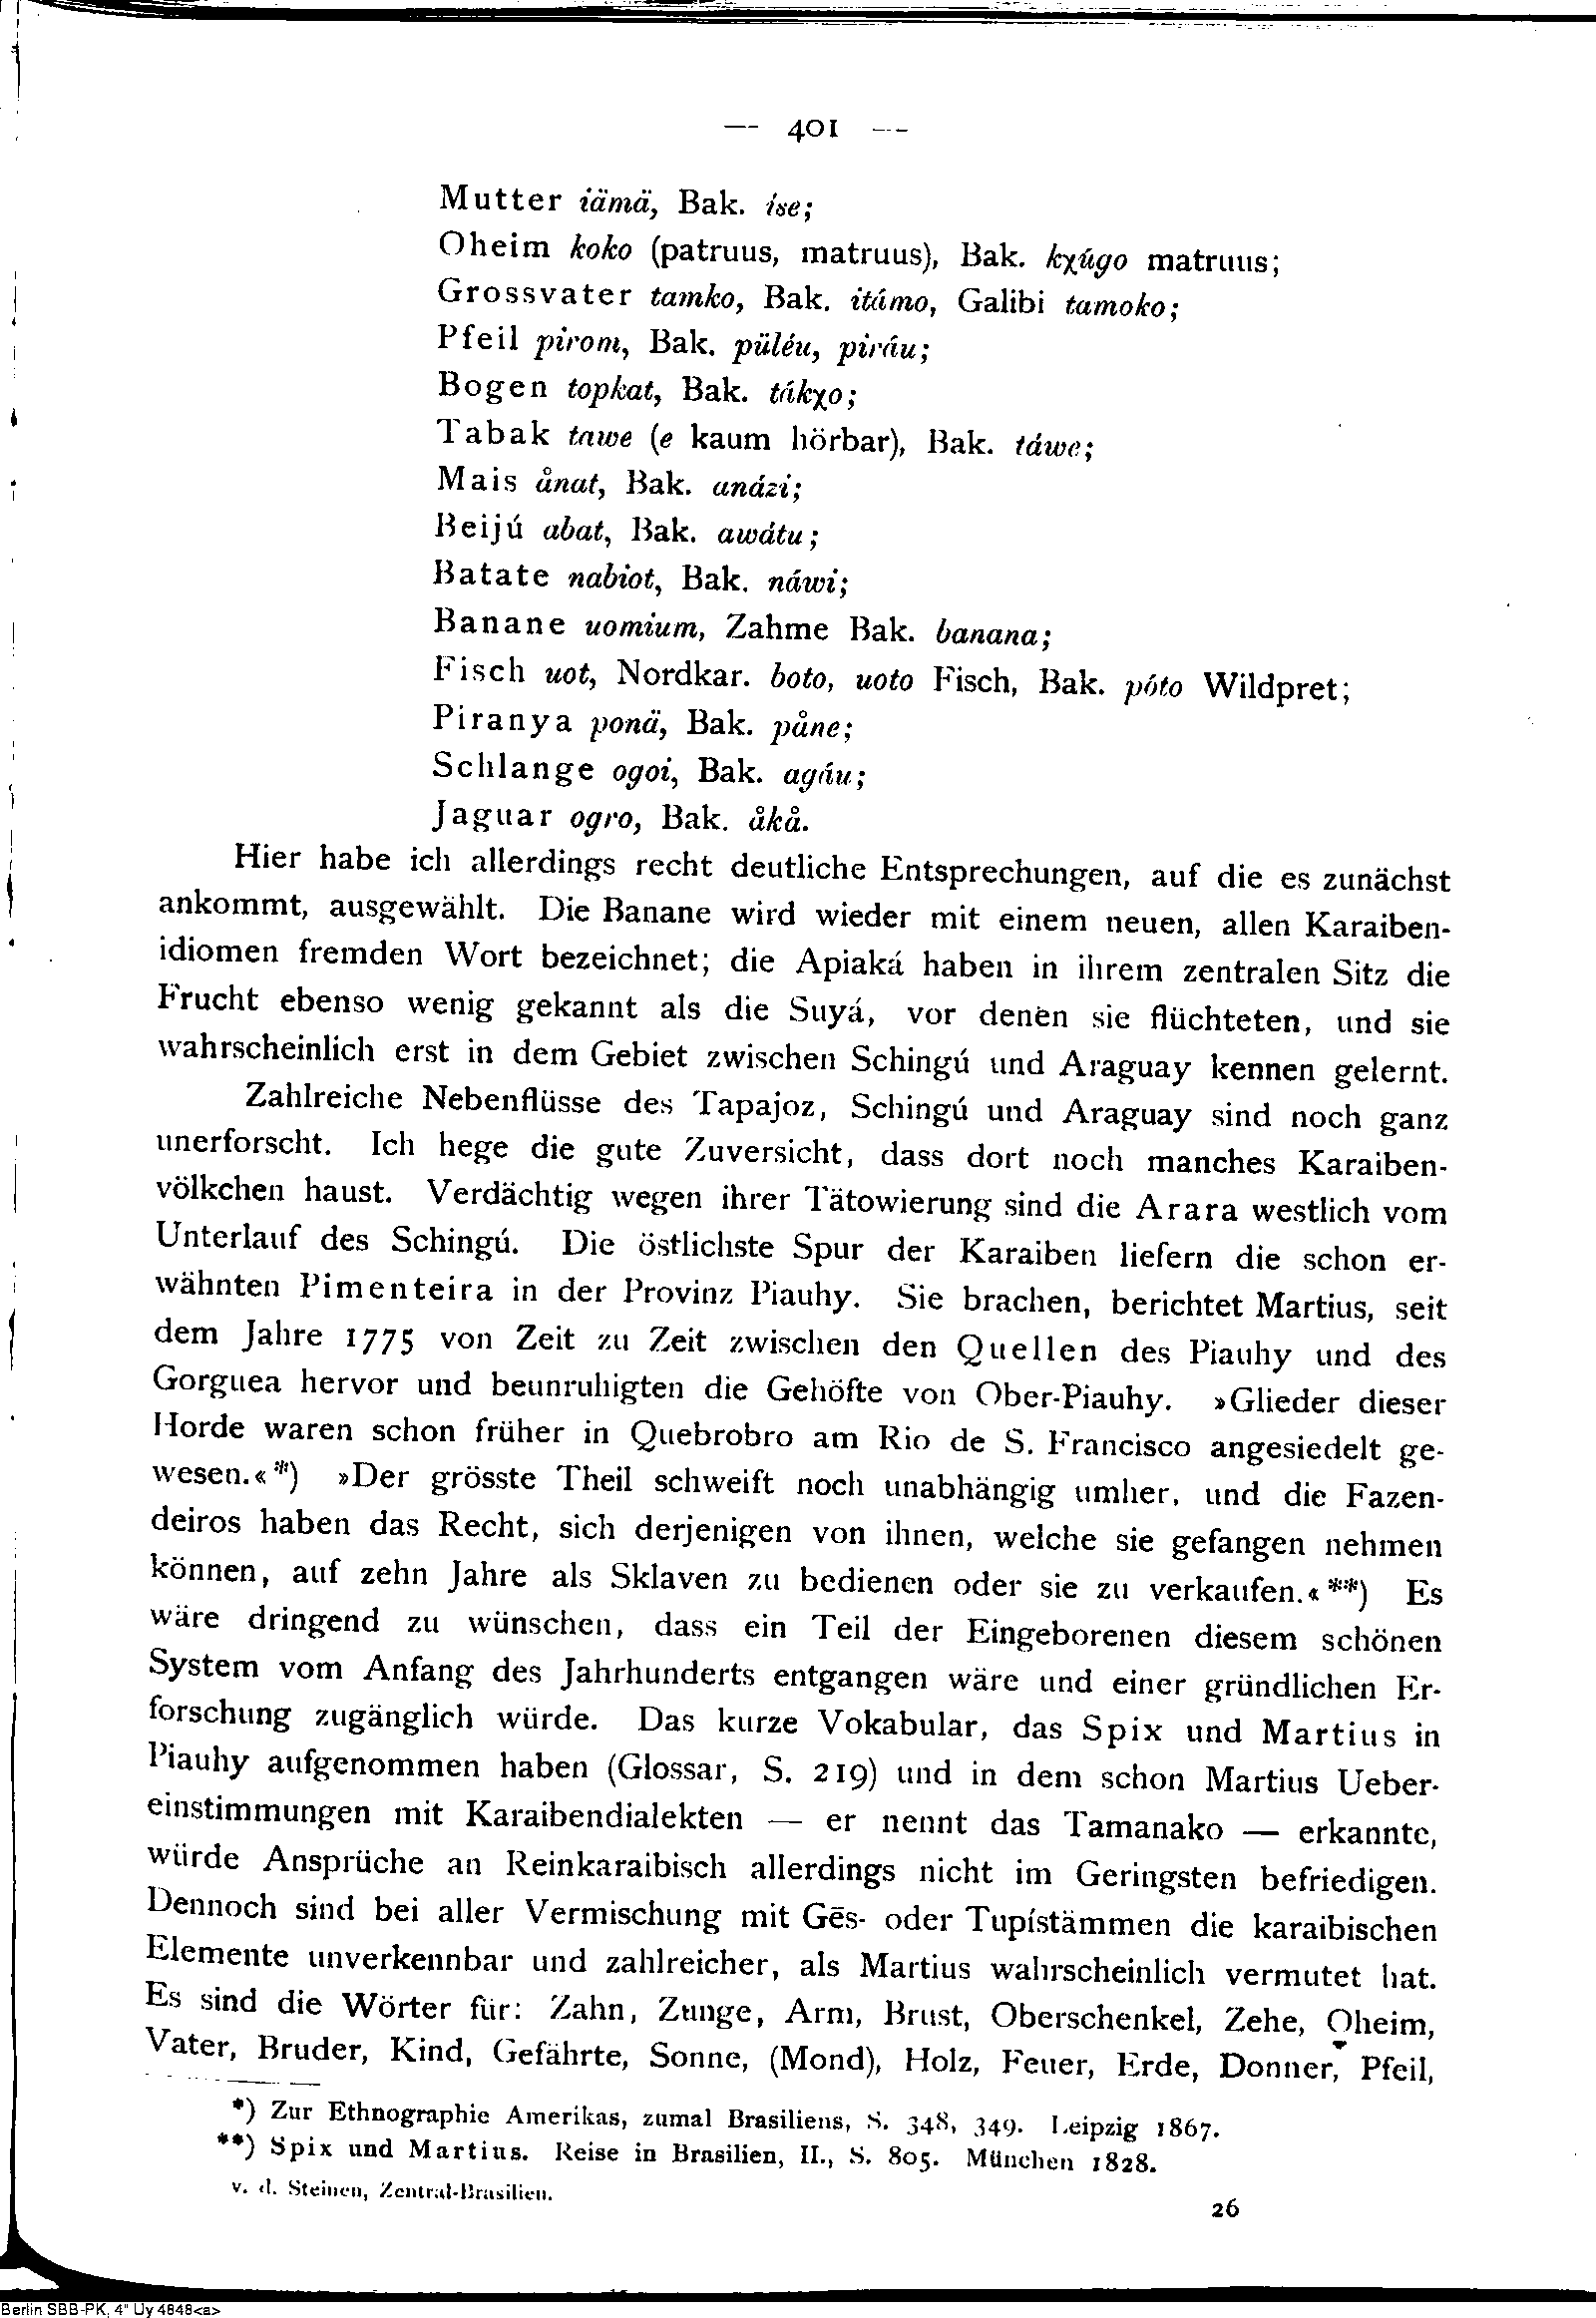 — 401 —
Mutter iämä, Bak. íse;
Oheim koko (patruus, matruus), Bak. kχúgo matruus;
Grossvater tamko, Bak. itámo, Galibi tamoko;
Pfeil pirom, Bak. püléu, piráu;
Bogen topkat, Bak. tákχo;
Tabak tawe (e kaum hörbar), Bak. táwe;
Mais ånat, Bak. anázi;
Beijú abat, Bak. awátu;
Batate nabiot, Bak. náwi;
Banane uomium, Zahme Bak. banana;
Fisch uot, Nordkar. boto, uoto Fisch, Bak. póto Wildpret;
Piranya ponä, Bak. påne;
Schlange ogoi, Bak. agáu;
Jaguar ogro, Bak. åkå.
Hier habe ich allerdings recht deutliche Entsprechungen, auf die es zunächst
ankommt, ausgewählt. Die Banane wird wieder mit einem neuen, allen Karaiben-
idiomen fremden Wort bezeichnet; die Apiaká haben in ihrem zentralen Sitz die
Frucht ebenso wenig gekannt als die Suyá, vor denen sie flüchteten, und sie
wahrscheinlich erst in dem Gebiet zwischen Schingú und Araguay kennen gelernt.
Zahlreiche Nebenflüsse des Tapajoz, Schingú und Araguay sind noch ganz
unerforscht. Ich hege die gute Zuversicht, dass dort noch manches Karaiben-
völkchen haust. Verdächtig wegen ihrer Tätowierung sind die Arara westlich vom
Unterlauf des Schingú. Die östlichste Spur der Karaiben liefern die schon er-
wähnten Pimenteira in der Provinz Piauhy. Sie brachen, berichtet Martius, seit
dem Jahre 1775 von Zeit zu Zeit zwischen den Quellen des Piauhy und des
Gorguea hervor und beunruhigten die Gehöfte von Ober-Piauhy. »Glieder dieser
Horde waren schon früher in Quebrobro am Rio de S. Francisco angesiedelt ge-
wesen.«*) »Der grösste Theil schweift noch unabhängig umher, und die Fazen-
deiros haben das Recht, sich derjenigen von ihnen, welche sie gefangen nehmen
können, auf zehn Jahre als Sklaven zu bedienen oder sie zu verkaufen.«**) Es
wäre dringend zu wünschen, dass ein Teil der Eingeborenen diesem schönen
System vom Anfang des Jahrhunderts entgangen wäre und einer gründlichen Er-
forschung zugänglich würde. Das kurze Vokabular, das Spix und Martius in
Piauhy aufgenommen haben (Glossar, S. 219) und in dem schon Martius Ueber-
einstimmungen mit Karaibendialekten — er nennt das Tamanako — erkannte,
würde Ansprüche an Reinkaraibisch allerdings nicht im Geringsten befriedigen.
Dennoch sind bei aller Vermischung mit Gēs- oder Tupístämmen die karaibischen
Elemente unverkennbar und zahlreicher, als Martius wahrscheinlich vermutet hat.
Es sind die Wörter für: Zahn, Zunge, Arm, Brust, Oberschenkel, Zehe, Oheim,
Vater, Bruder, Kind, Gefährte, Sonne, (Mond), Holz, Feuer, Erde, Donner, Pfeil,
*) Zur Ethnographie Amerikas, zumal Brasiliens, S. 348, 349. Leipzig 1867.
**) Spix und Martius. Reise in Brasilien, II., S. 805. München 1828.
v. d. Steinen, Zentral-Brasilien.
26
Berlin SBB-PK, 4" Uy 4848<a>